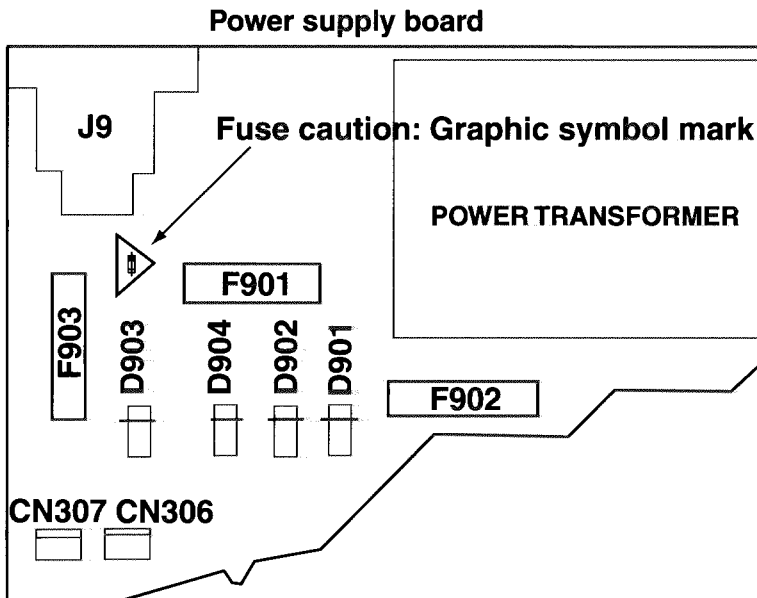 Power supply board
J9
Fuse caution: Graphic symbol mark
POWER TRANSFORMER
F901
F903
D903
D904
D902
D901
F902
CN307 CN306